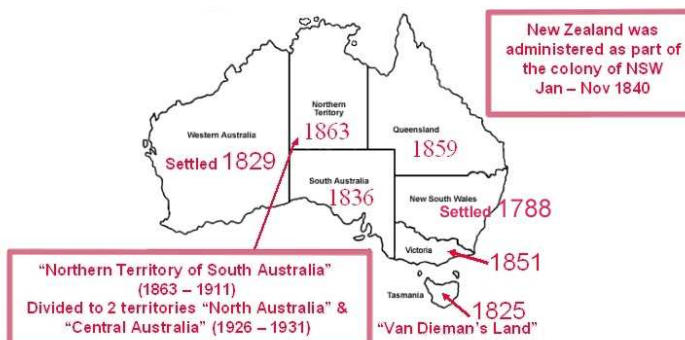 New Zealand was
administered as part of
the colony of NSW
Jan – Nov 1840
Northern
Territory
1863
Western Australia
Settled 1829
Queensland
1859
South Australia
1836
New South Wales
Settled 1788
Victoria
1851
Tasmania
1825
"Van Dieman's Land"
"Northern Territory of South Australia"
(1863 – 1911)
Divided to 2 territories "North Australia" &
"Central Australia" (1926 – 1931)